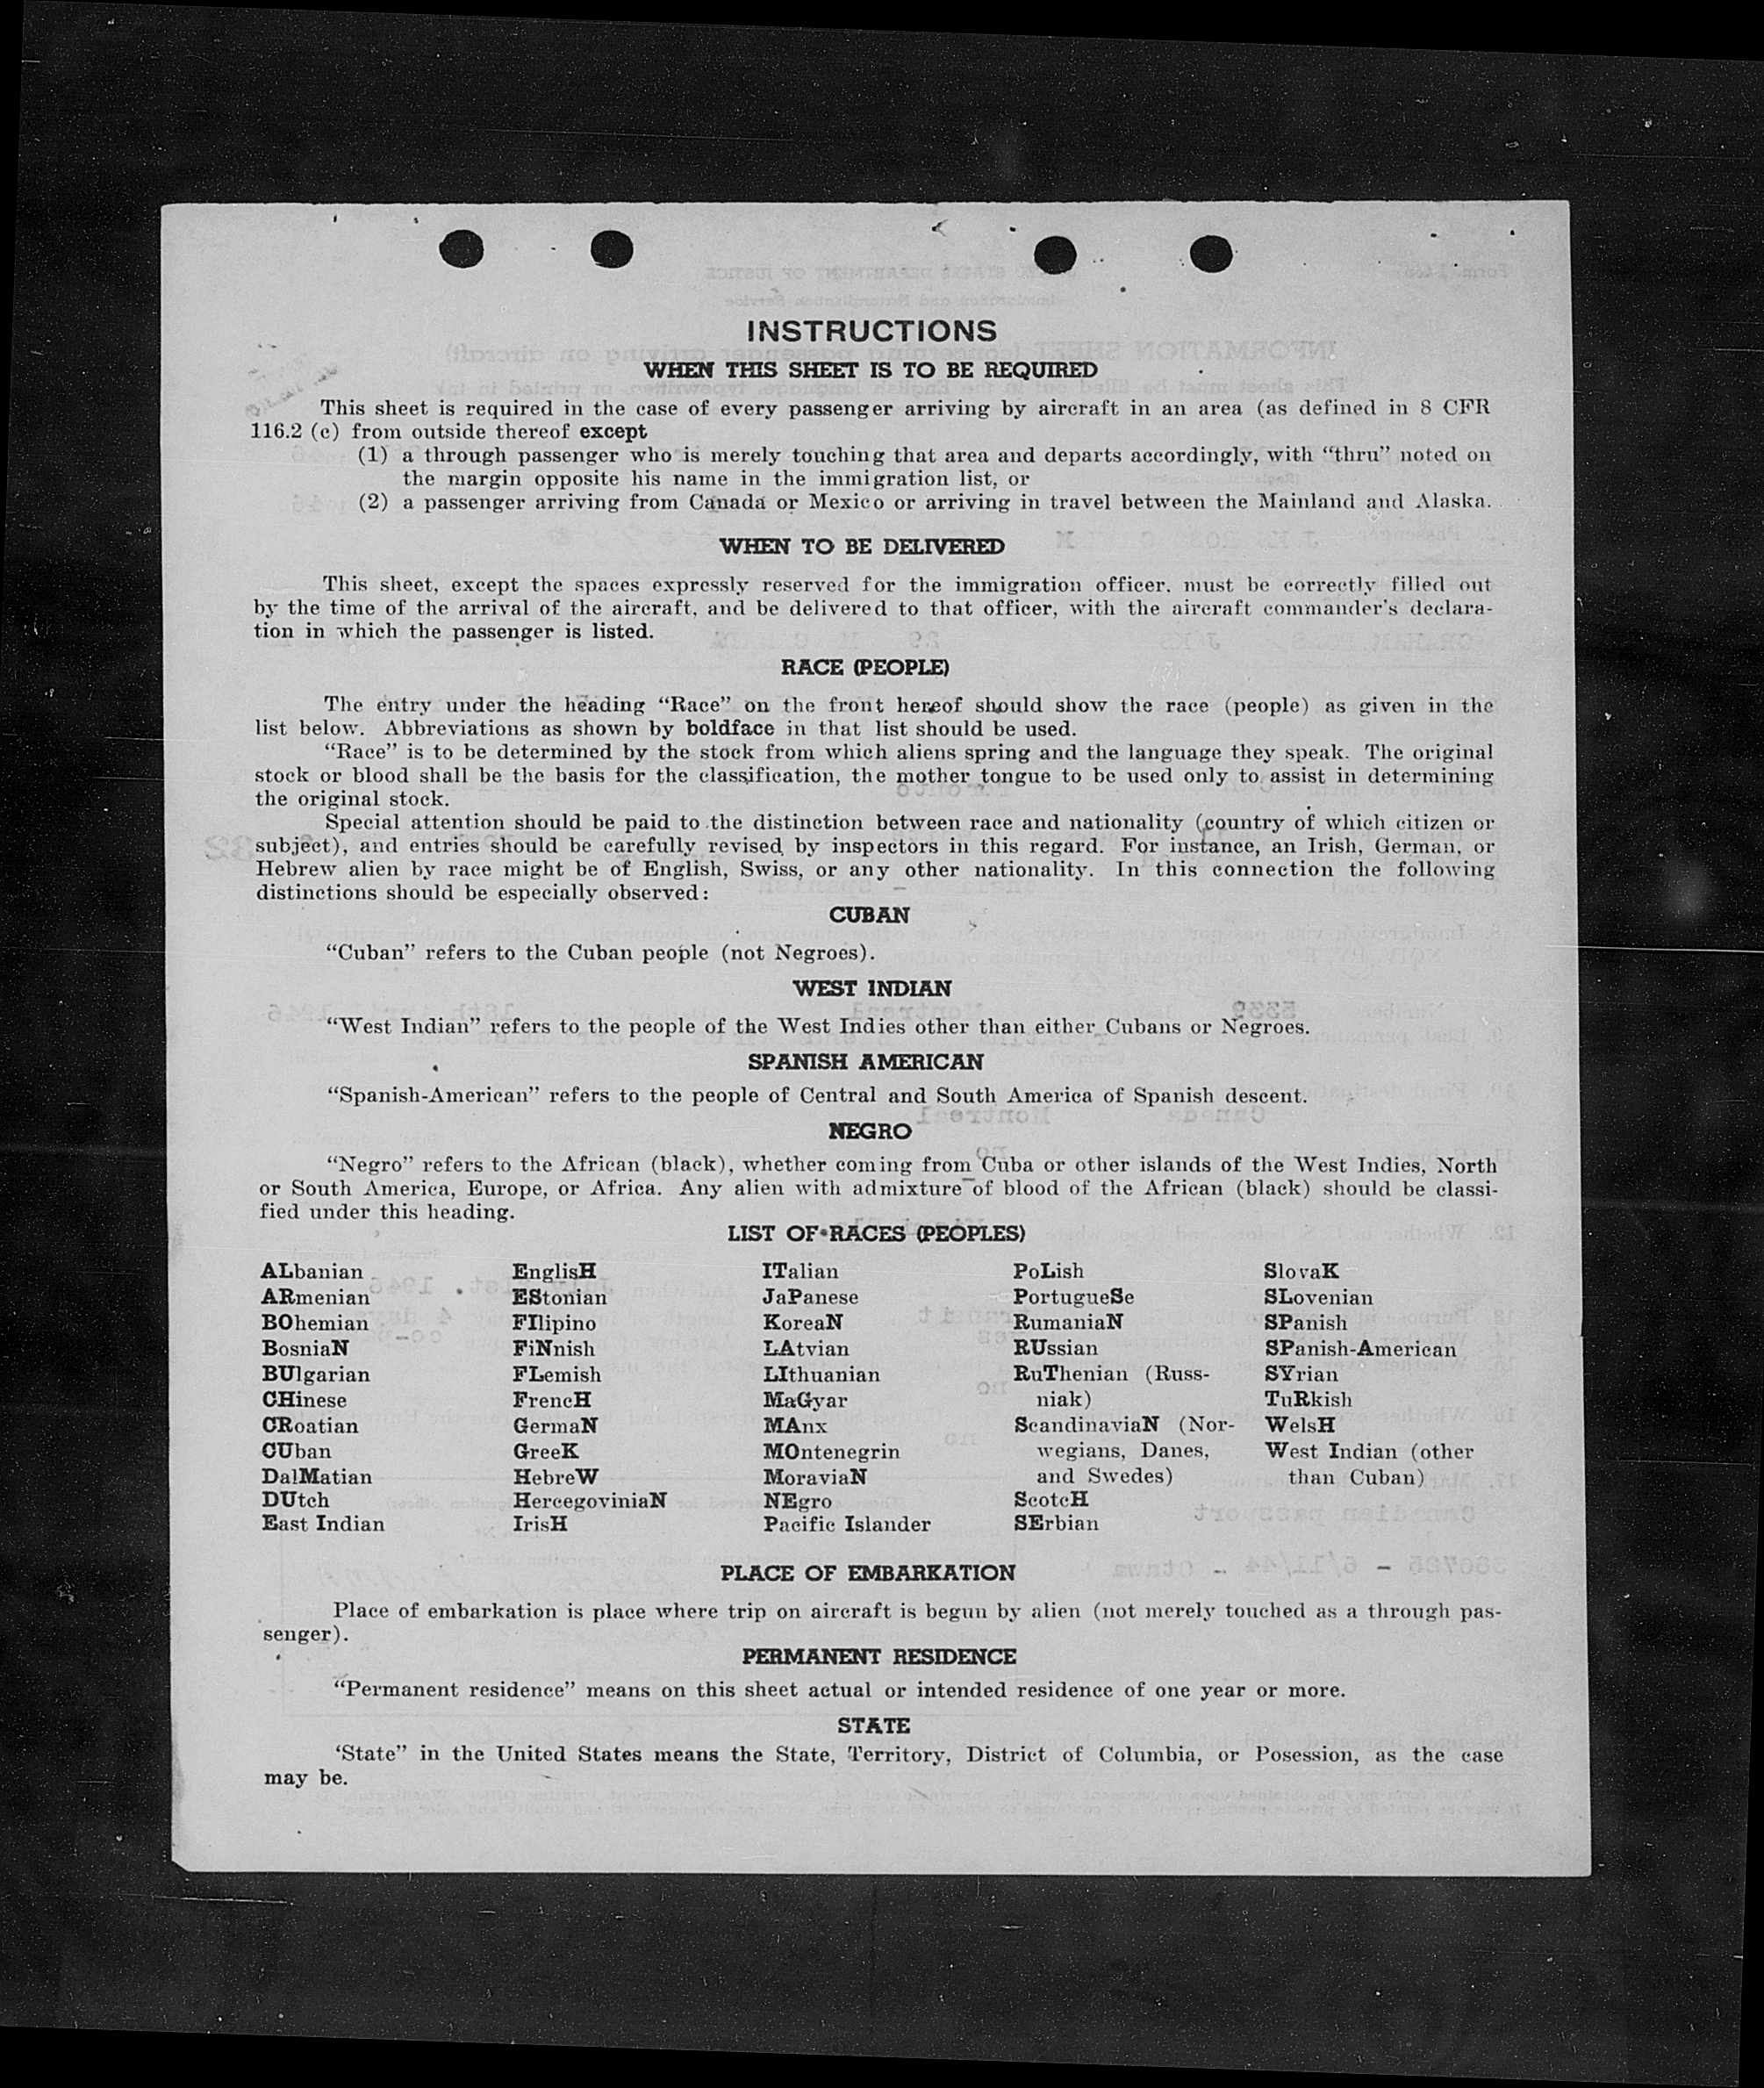 INSTRUCTIONS
WHEN THIS SHEET IS TO BE REQUIRED
This sheet is required in the case of every passenger arriving by aircraft in an area (as defined in 8 CFR
116.2 (c) from outside thereof except
(1) a through passenger who is merely touching that area and departs accordingly, with “thru” noted on
the margin opposite his name in the immigration list, or
(2) a passenger arriving from Canada or Mexico or arriving in travel between the Mainland and Alaska.
WHEN TO BE DELIVERED
This sheet, except the spaces expressly reserved for the immigration officer, must be correctly filled out
by the time of the arrival of the aircraft, and be delivered to that officer, with the aircraft commander's declara-
tion in which the passenger is listed.
RACE (PEOPLE)
The entry under the heading “Race” on the front hereof should show the race (people) as given in the
list below. Abbreviations as shown by boldface in that list should be used.
“Race” is to be determined by the stock from which aliens spring and the language they speak. The original
stock or blood shall be the basis for the classification, the mother tongue to be used only to assist in determining
the original stock.
Special attention should be paid to the distinction between race and nationality (country of which citizen or
subject), and entries should be carefully revised by inspectors in this regard. For instance, an Irish, German, or
Hebrew alien by race might be of English, Swiss, or any other nationality. In this connection the following
distinctions should be especially observed:
CUBAN
“Cuban” refers to the Cuban people (not Negroes).
WEST INDIAN
“West Indian” refers to the people of the West Indies other than either Cubans or Negroes.
SPANISH AMERICAN
“Spanish-American” refers to the people of Central and South America of Spanish descent.
NEGRO
“Negro” refers to the African (black), whether coming from Cuba or other islands of the West Indies, North
or South America, Europe, or Africa. Any alien with admixture of blood of the African (black) should be classi-
fied under this heading.
LIST OF RACES (PEOPLES)
ALbanian
ARmenian
BOhemian
BosniaN
BUlgarian
CHinese
CRoatian
CUban
DalMatian
DUtch
East Indian
EnglisH
EStonian
FIlipino
FiNnish
FLemish
FrencH
GermaN
GreeK
HebreW
HercegoviniaN
IrisH
ITalian
JaPanese
KoreaN
LAtvian
LIthuanian
MaGyar
MAnx
MOntenegrin
MoraviaN
NEgro
Pacific Islander
PoLish
PortugueSe
RumaniaN
RUssian
RuThenian (Russ-
niak)
ScandinaviaN (Nor-
wegians, Danes,
and Swedes)
ScotcH
SErbian
SlovaK
SLovenian
SPanish
SPanish-American
SYrian
TuRkish
WelsH
West Indian (other
than Cuban)
PLACE OF EMBARKATION
Place of embarkation is place where trip on aircraft is begun by alien (not merely touched as a through pas-
senger).
PERMANENT RESIDENCE
“Permanent residence” means on this sheet actual or intended residence of one year or more.
STATE
‘State” in the United States means the State, Territory, District of Columbia, or Posession, as the case
may be.